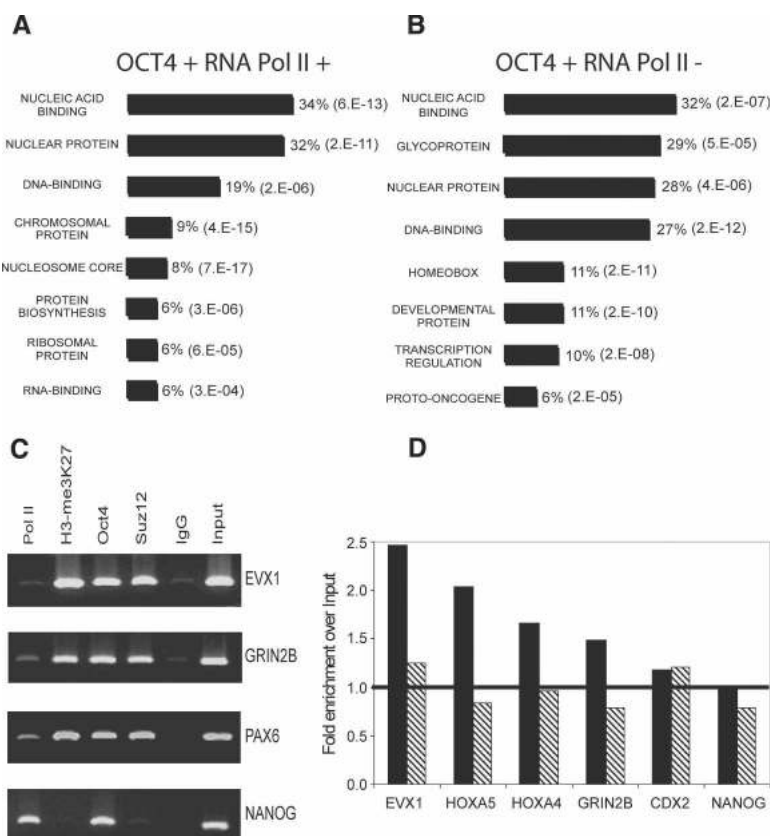 A
OCT4 + RNA Pol II +
NUCLEIC ACID
BINDING
34% (6.E-13)
NUCLEAR PROTEIN
32% (2.E-11)
DNA-BINDING
19% (2.E-06)
CHROMOSOMAL
PROTEIN
9% (4.E-15)
NUCLEOSOME CORE
8% (7.E-17)
PROTEIN
BIOSYNTHESIS
6% (3.E-06)
RIBOSOMAL
PROTEIN
6% (6.E-05)
RNA-BINDING
6% (3.E-04)
B
OCT4 + RNA Pol II -
NUCLEIC ACID
BINDING
32% (2.E-07)
GLYCOPROTEIN
29% (5.E-05)
NUCLEAR PROTEIN
28% (4.E-06)
DNA-BINDING
27% (2.E-12)
HOMEOBOX
11% (2.E-11)
DEVELOPMENTAL
PROTEIN
11% (2.E-10)
TRANSCRIPTION
REGULATION
10% (2.E-08)
PROTO-ONCOGENE
6% (2.E-05)
C
Pol II
H3-me3K27
Oct4
Suz12
IgG
Input
EVX1
GRIN2B
PAX6
NANOG
D
Fold enrichment over Input
2.5
2.0
1.5
1.0
0.5
0.0
EVX1 HOXA5 HOXA4 GRIN2B CDX2 NANOG